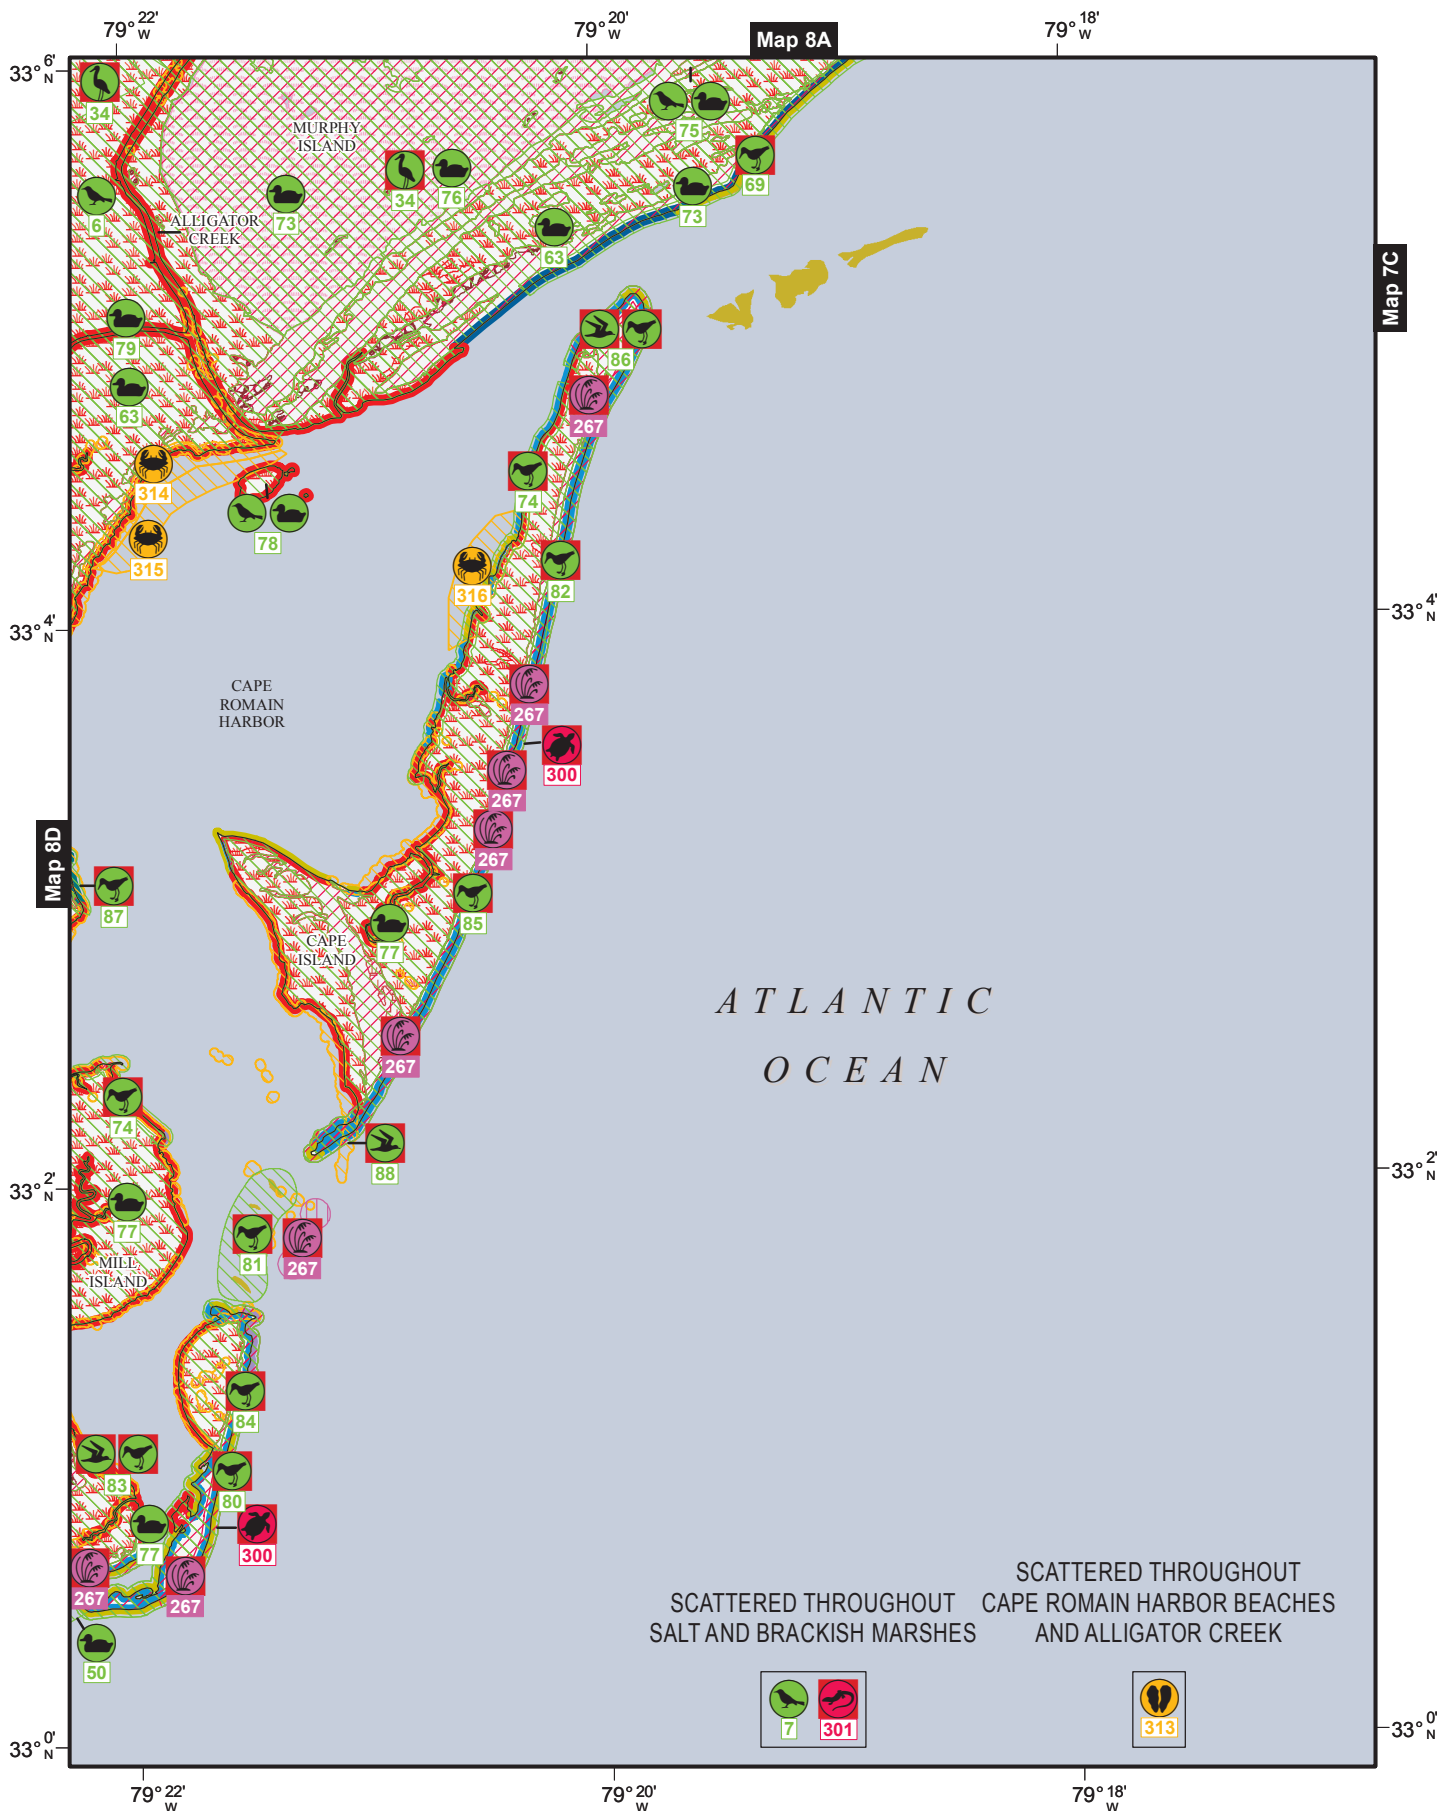 79° 22' W
79° 20' W
79° 18' W
Map 8A
33° 6' N
34
MURPHY
ISLAND
75
69
34
76
73
73
6
ALLIGATOR
CREEK
63
Map 7C
79
86
63
267
314
74
78
315
316
82
33° 4' N
33° 4' N
CAPE
ROMAIN
HARBOR
267
300
267
Map 8D
267
87
85
77
CAPE
ISLAND
ATLANTIC
OCEAN
267
74
88
33° 2' N
33° 2' N
77
81
267
MILL
ISLAND
84
83
80
77
300
267
267
50
SCATTERED THROUGHOUT
SALT AND BRACKISH MARSHES
7
301
SCATTERED THROUGHOUT
CAPE ROMAIN HARBOR BEACHES
AND ALLIGATOR CREEK
313
33° 0' N
33° 0' N
79° 22' W
79° 20' W
79° 18' W